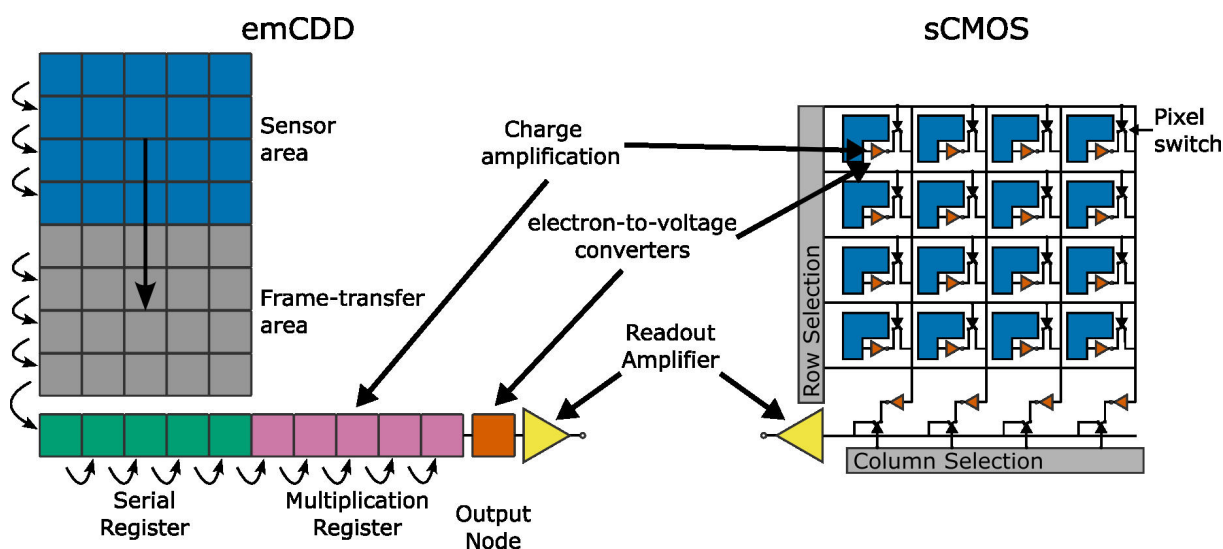 emCDD
sCMOS
Sensor
area
Charge
amplification
Pixel
switch
electron-to-voltage
converters
Frame-transfer
area
Row Selection
Readout
Amplifier
Column Selection
Serial
Register
Multiplication
Register
Output
Node